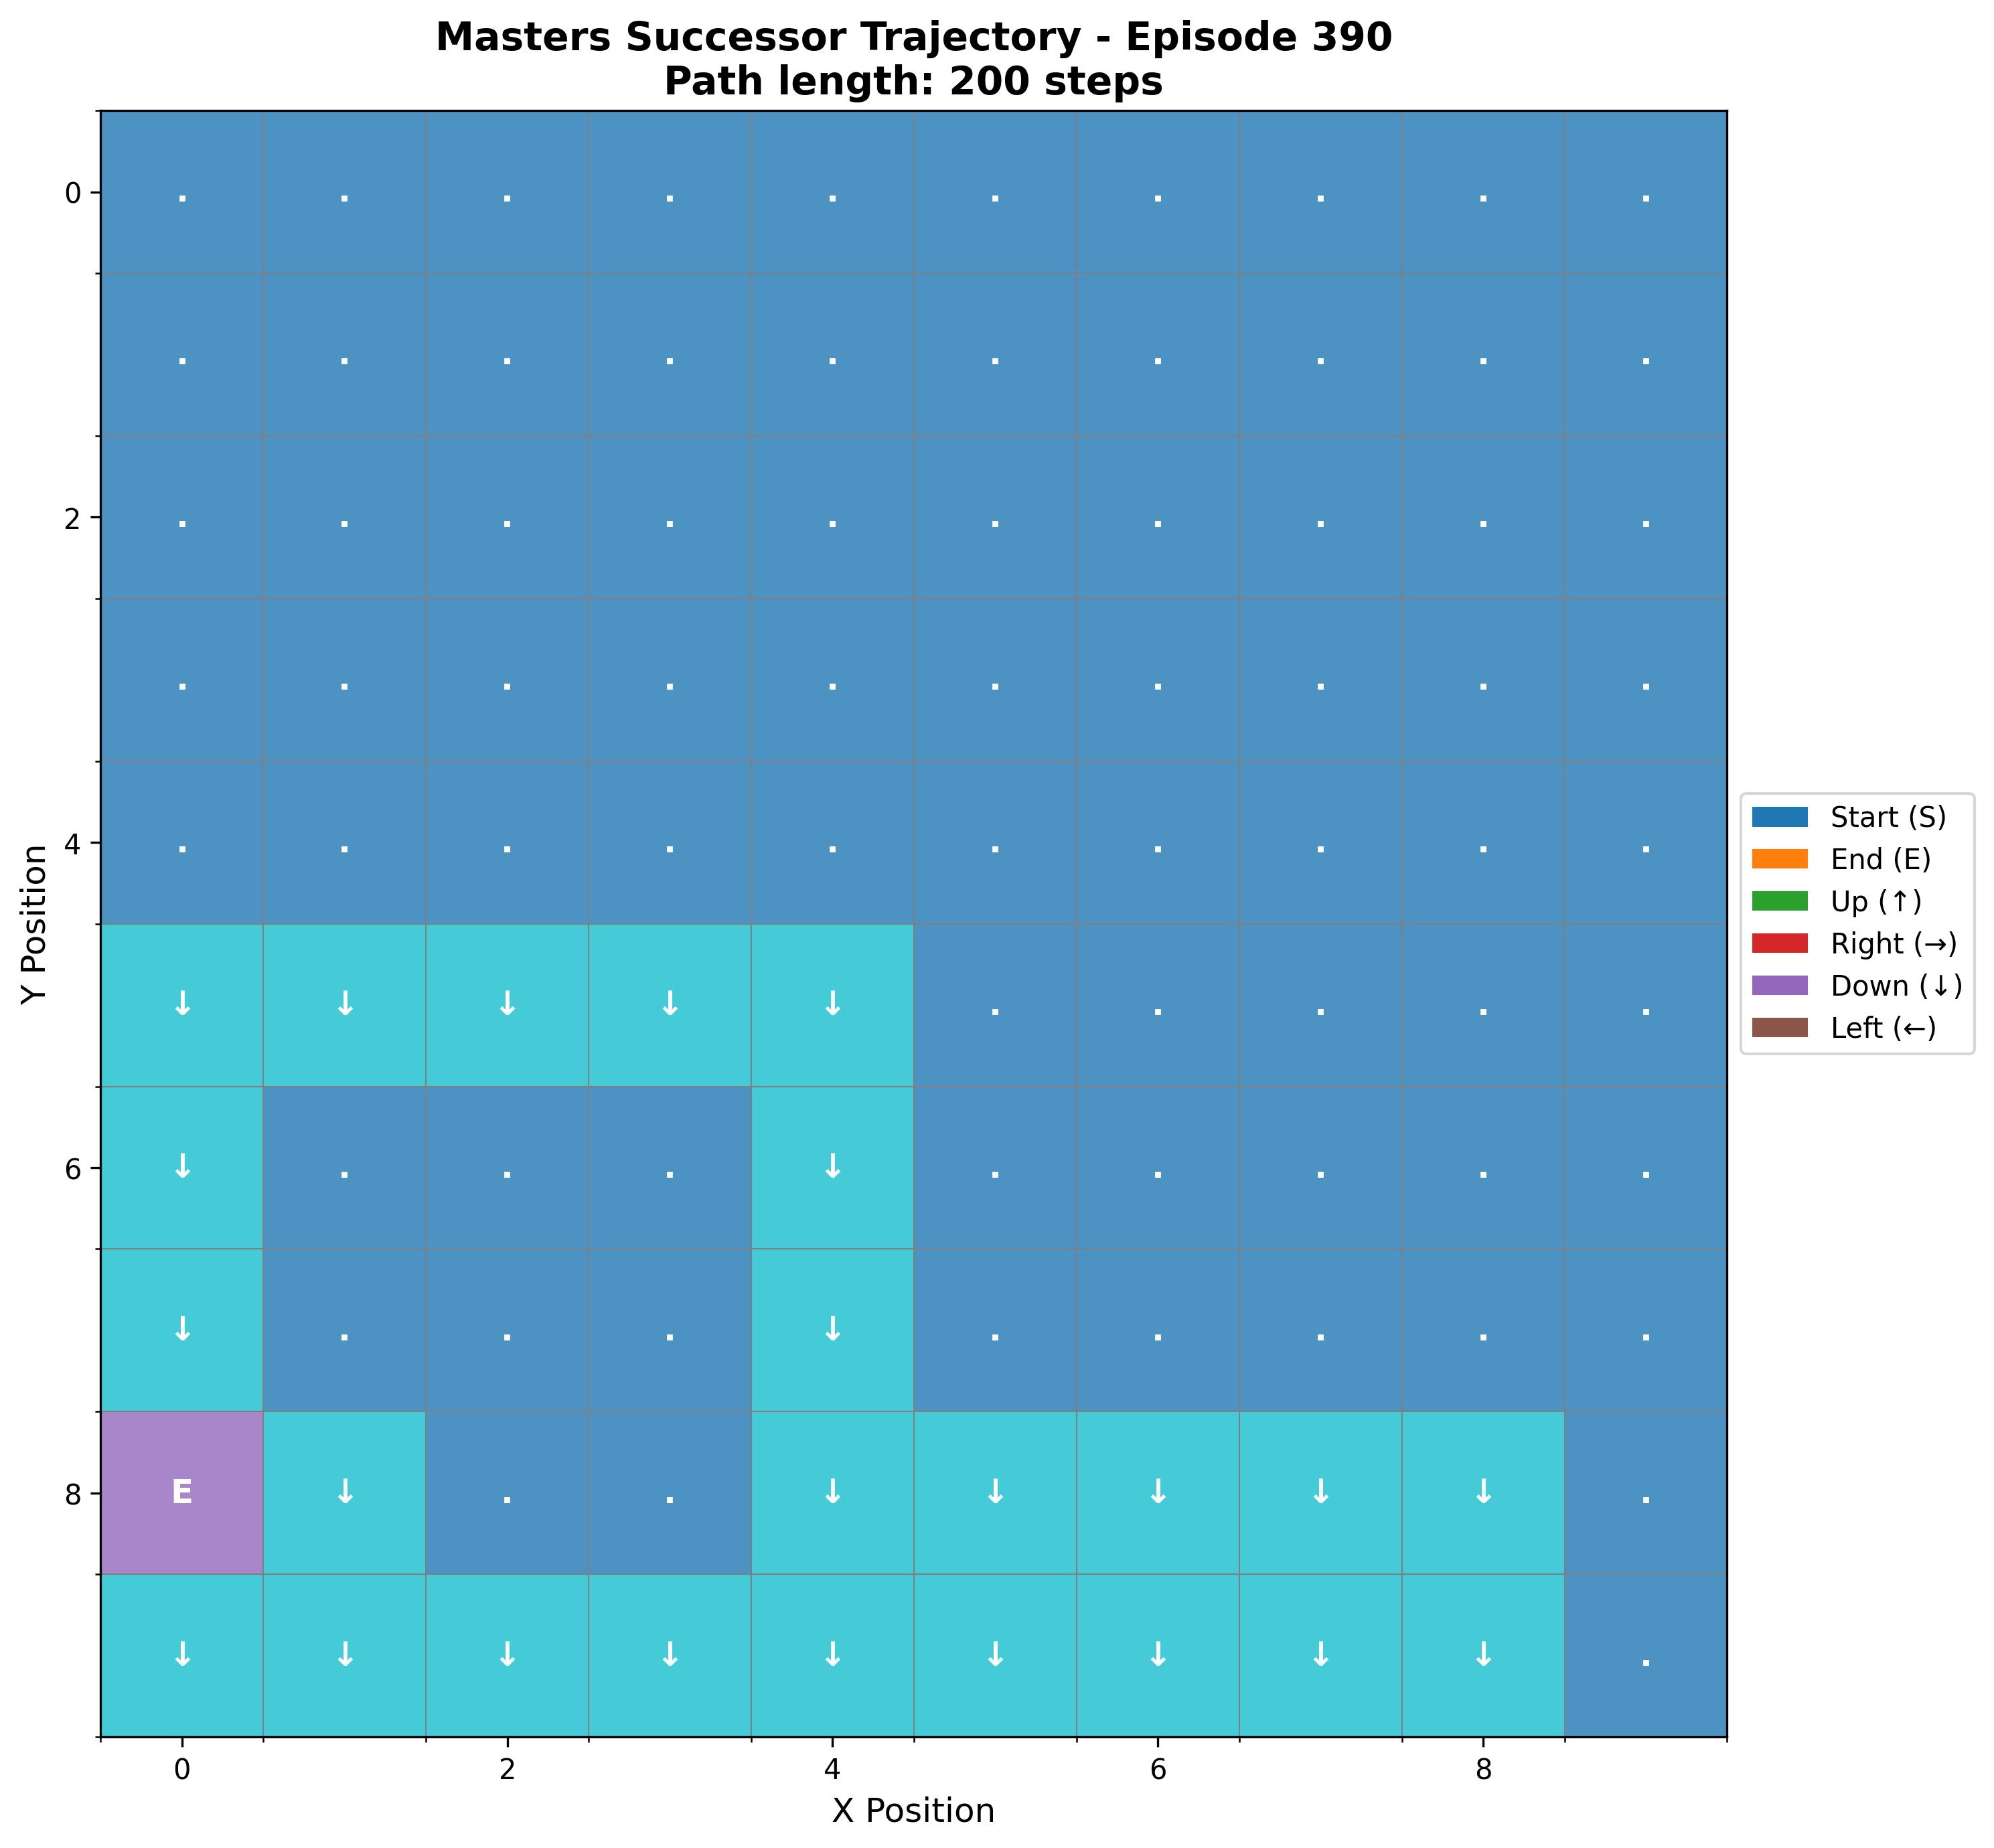 Masters Successor Trajectory - Episode 390
Path length: 200 steps
0 . . . . . . . . . .
. . . . . . . . . .
2 . . . . . . . . . .
. . . . . . . . . .
4 . . . . . . . . . .
↓ ↓ ↓ ↓ ↓ . . . . .
6 ↓ . . . ↓ . . . . .
↓ . . . ↓ . . . . .
8 E ↓ . . ↓ ↓ ↓ ↓ ↓ .
↓ ↓ ↓ ↓ ↓ ↓ ↓ ↓ ↓ .
0 2 4 6 8
X Position
Y Position
Start (S)
End (E)
Up (↑)
Right (→)
Down (↓)
Left (←)